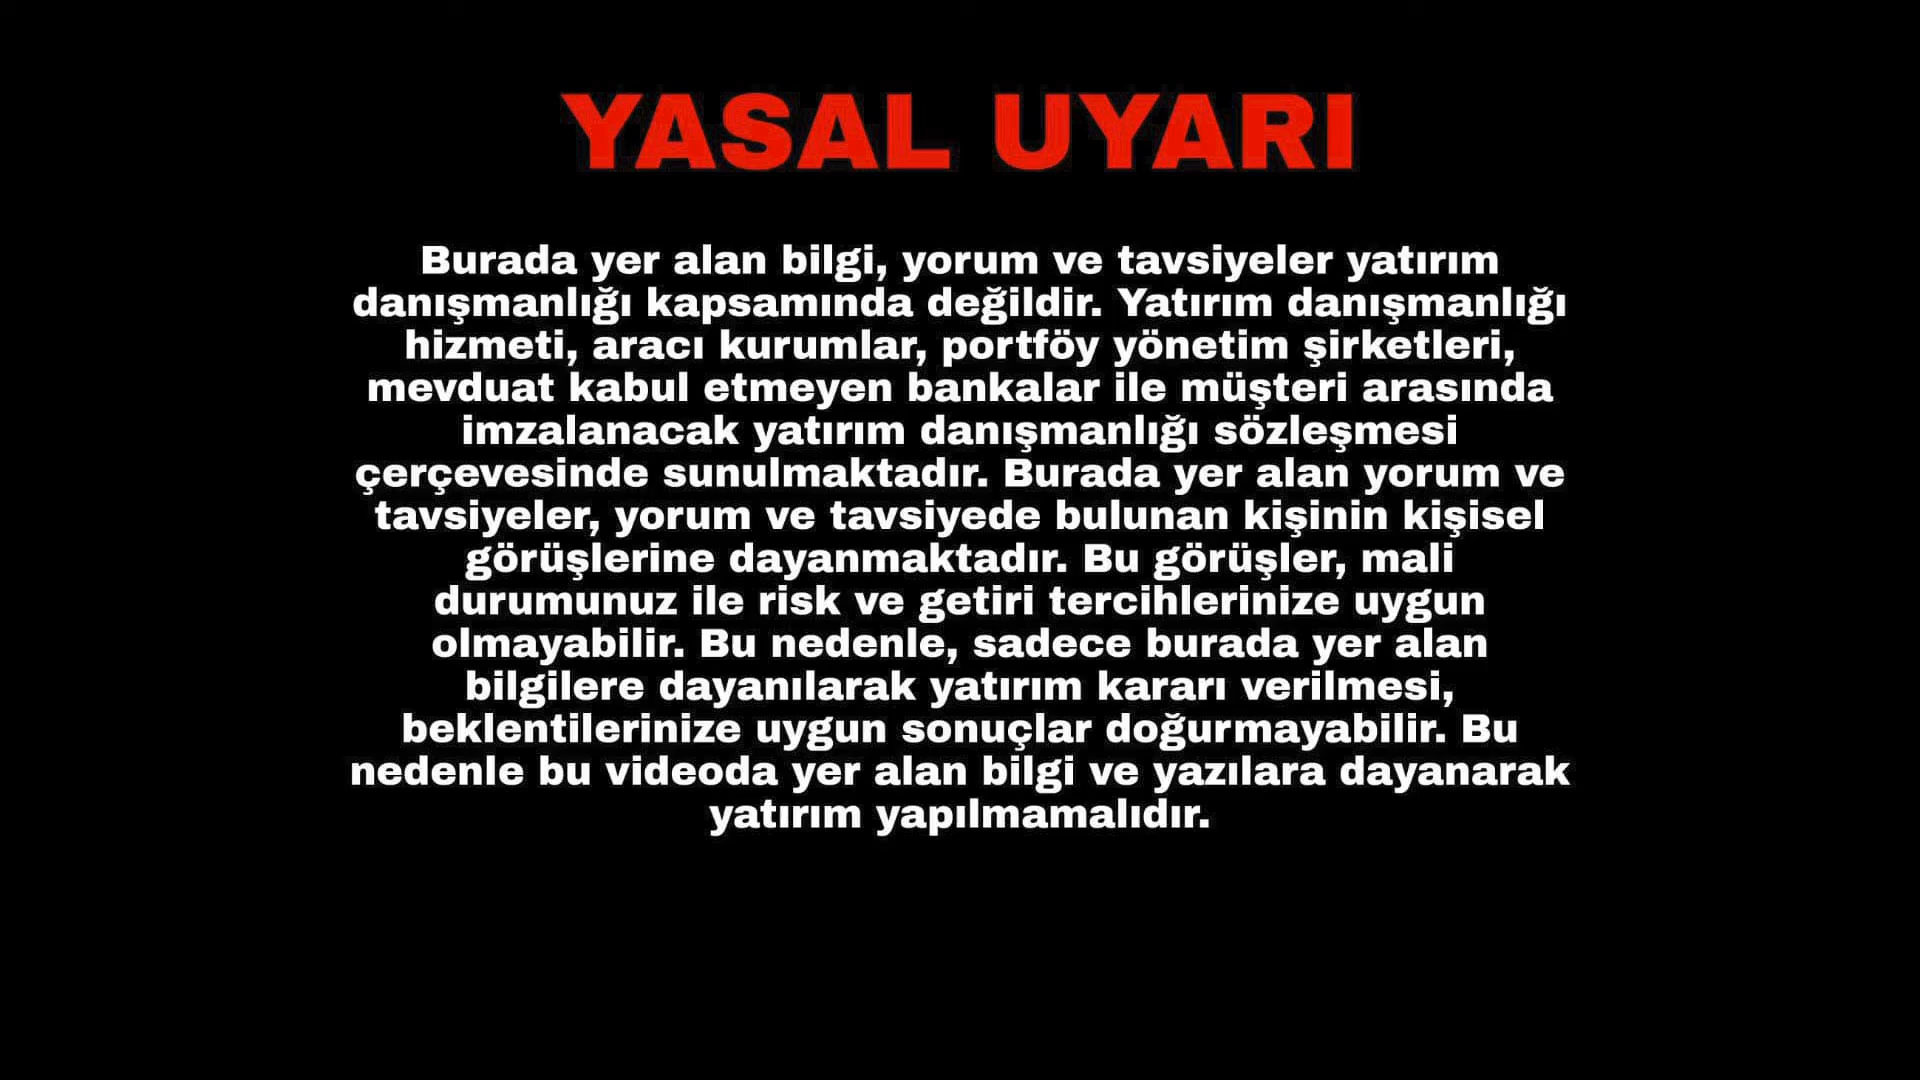 YASAL UYARI
Burada yer alan bilgi, yorum ve tavsiyeler yatırım
danışmanlığı kapsamında değildir. Yatırım danışmanlığı
hizmeti, aracı kurumlar, portföy yönetim şirketleri,
mevduat kabul etmeyen bankalar ile müşteri arasında
imzalanacak yatırım danışmanlığı sözleşmesi
çerçevesinde sunulmaktadır. Burada yer alan yorum ve
tavsiyeler, yorum ve tavsiyede bulunan kişinin kişisel
görüşlerine dayanmaktadır. Bu görüşler, mali
durumunuz ile risk ve getiri tercihlerinize uygun
olmayabilir. Bu nedenle, sadece burada yer alan
bilgilere dayanılarak yatırım kararı verilmesi,
beklentilerinize uygun sonuçlar doğurmayabilir. Bu
nedenle bu videoda yer alan bilgi ve yazılara dayanarak
yatırım yapılmamalıdır.